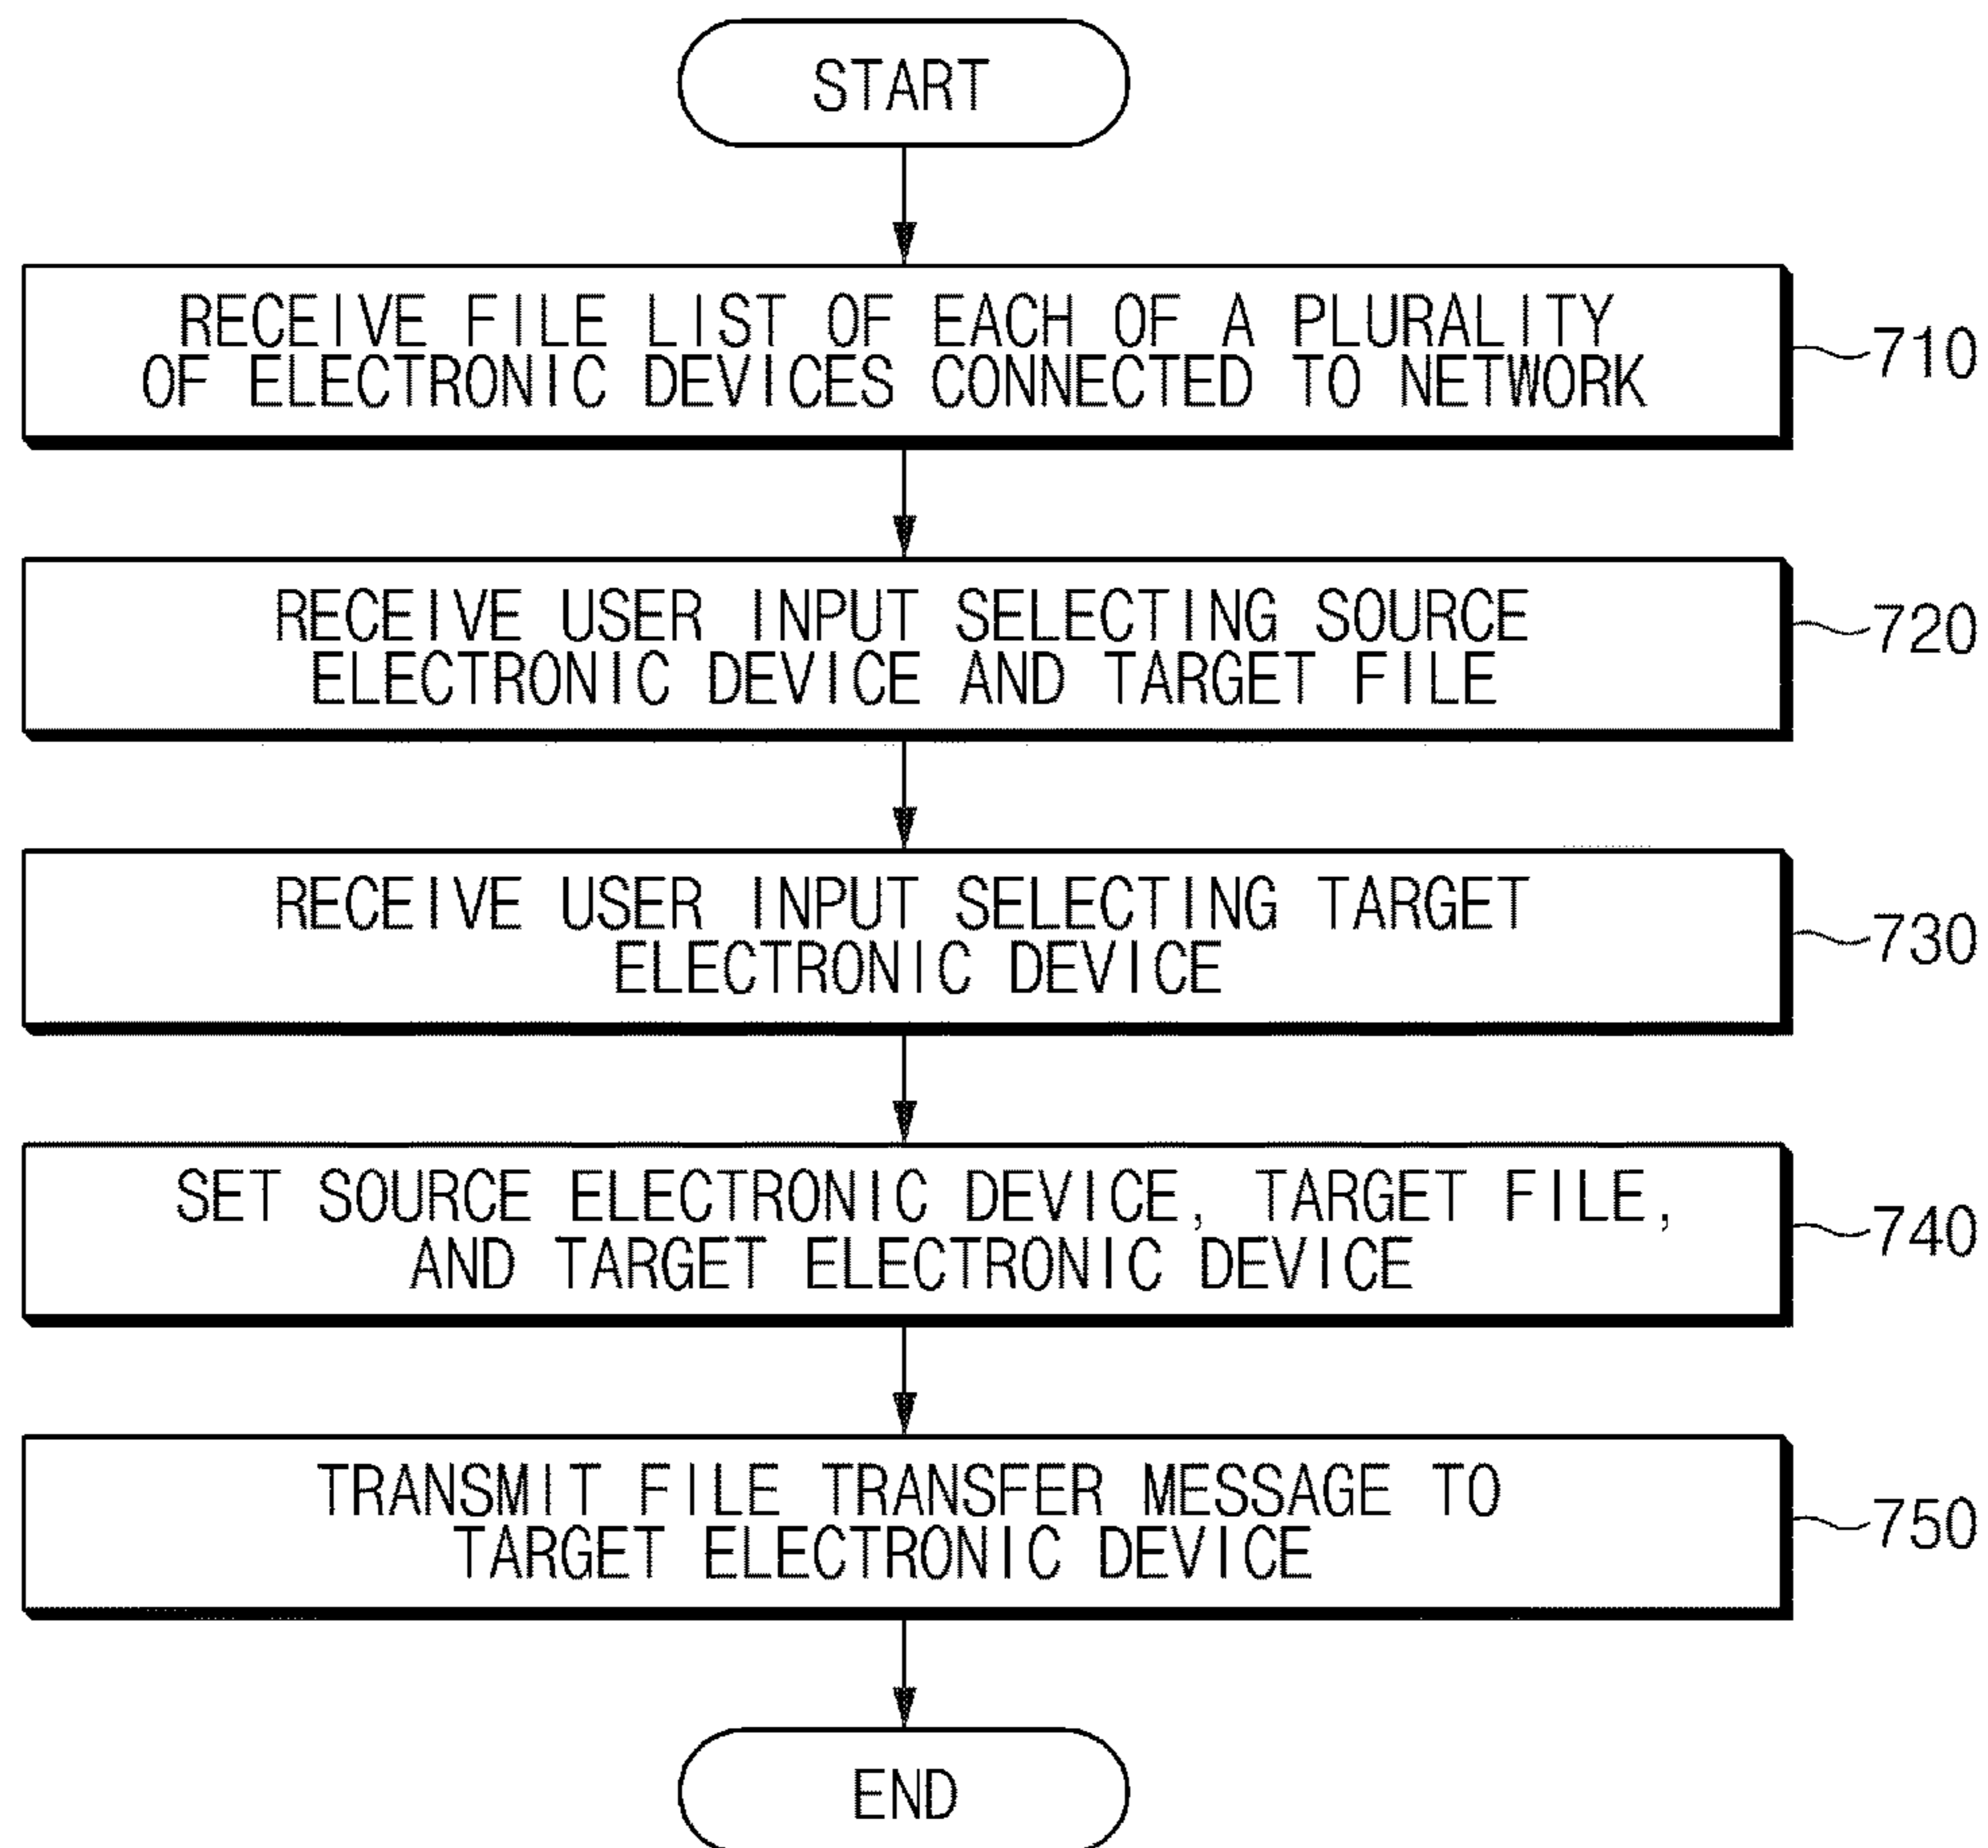 START
RECEIVE FILE LIST OF EACH OF A PLURALITY
OF ELECTRONIC DEVICES CONNECTED TO NETWORK
710
RECEIVE USER INPUT SELECTING SOURCE
ELECTRONIC DEVICE AND TARGET FILE
720
RECEIVE USER INPUT SELECTING TARGET
ELECTRONIC DEVICE
730
SET SOURCE ELECTRONIC DEVICE, TARGET FILE,
AND TARGET ELECTRONIC DEVICE
740
TRANSMIT FILE TRANSFER MESSAGE TO
TARGET ELECTRONIC DEVICE
750
END